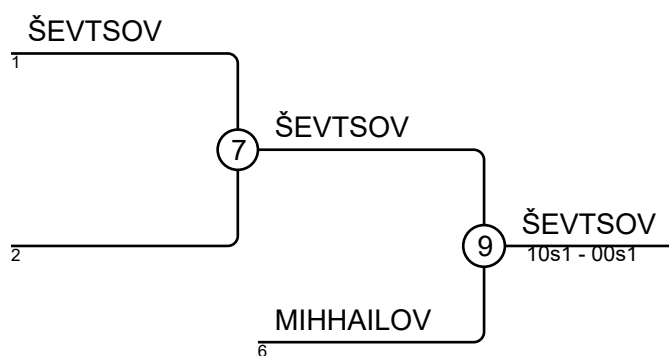 ŠEVTSOV
1
7
ŠEVTSOV
2
9
ŠEVTSOV
10s1 - 00s1
MIHHAILOV
6